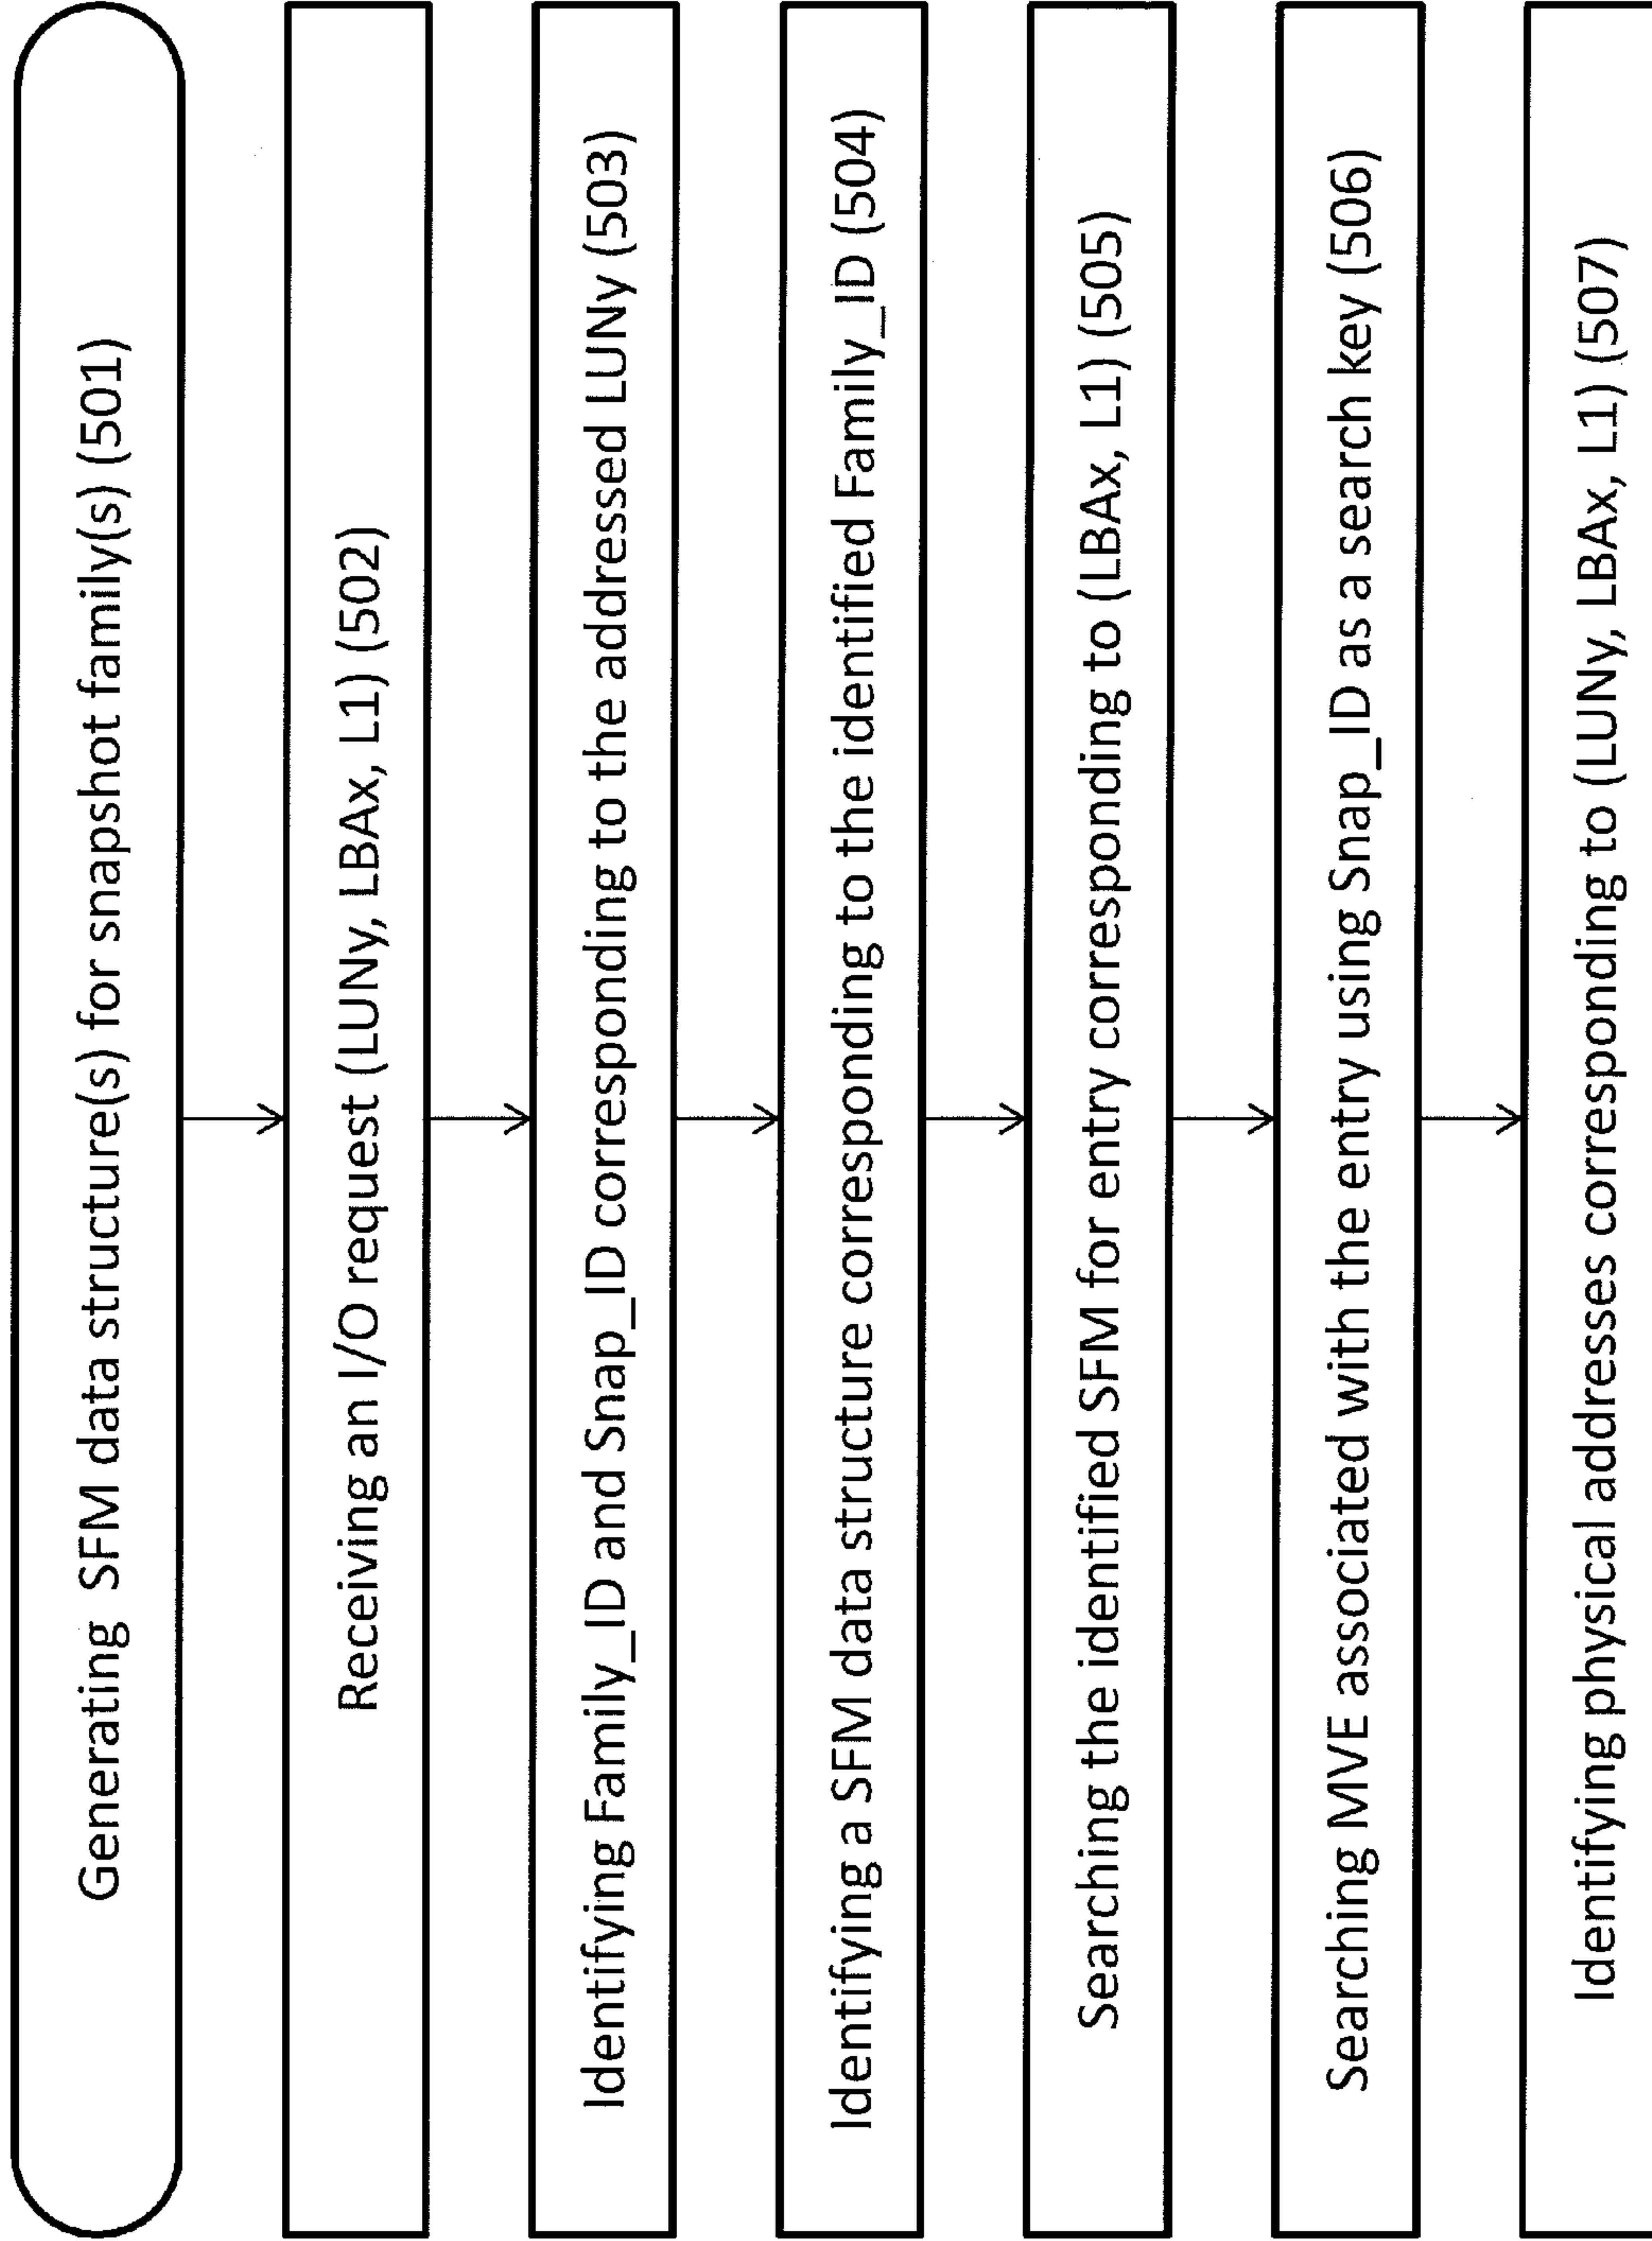 Generating SFM data structure(s) for snapshot family(s) (501)
Receiving an I/O request (LUNy, LBAx, L1) (502)
Identifying Family_ID and Snap_ID corresponding to the addressed LUNy (503)
Identifying a SFM data structure corresponding to the identified Family_ID (504)
Searching the identified SFM for entry corresponding to (LBAx, L1) (505)
Searching MVE associated with the entry using Snap_ID as a search key (506)
Identifying physical addresses corresponding to (LUNy, LBAx, L1) (507)